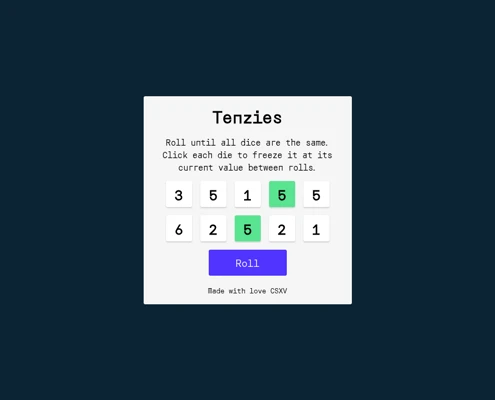 Tenzies
Roll until all dice are the same.
Click each die to freeze it at its
current value between rolls.
3 5 1 5 5
6 2 5 2 1
Roll
Made with love CSXV